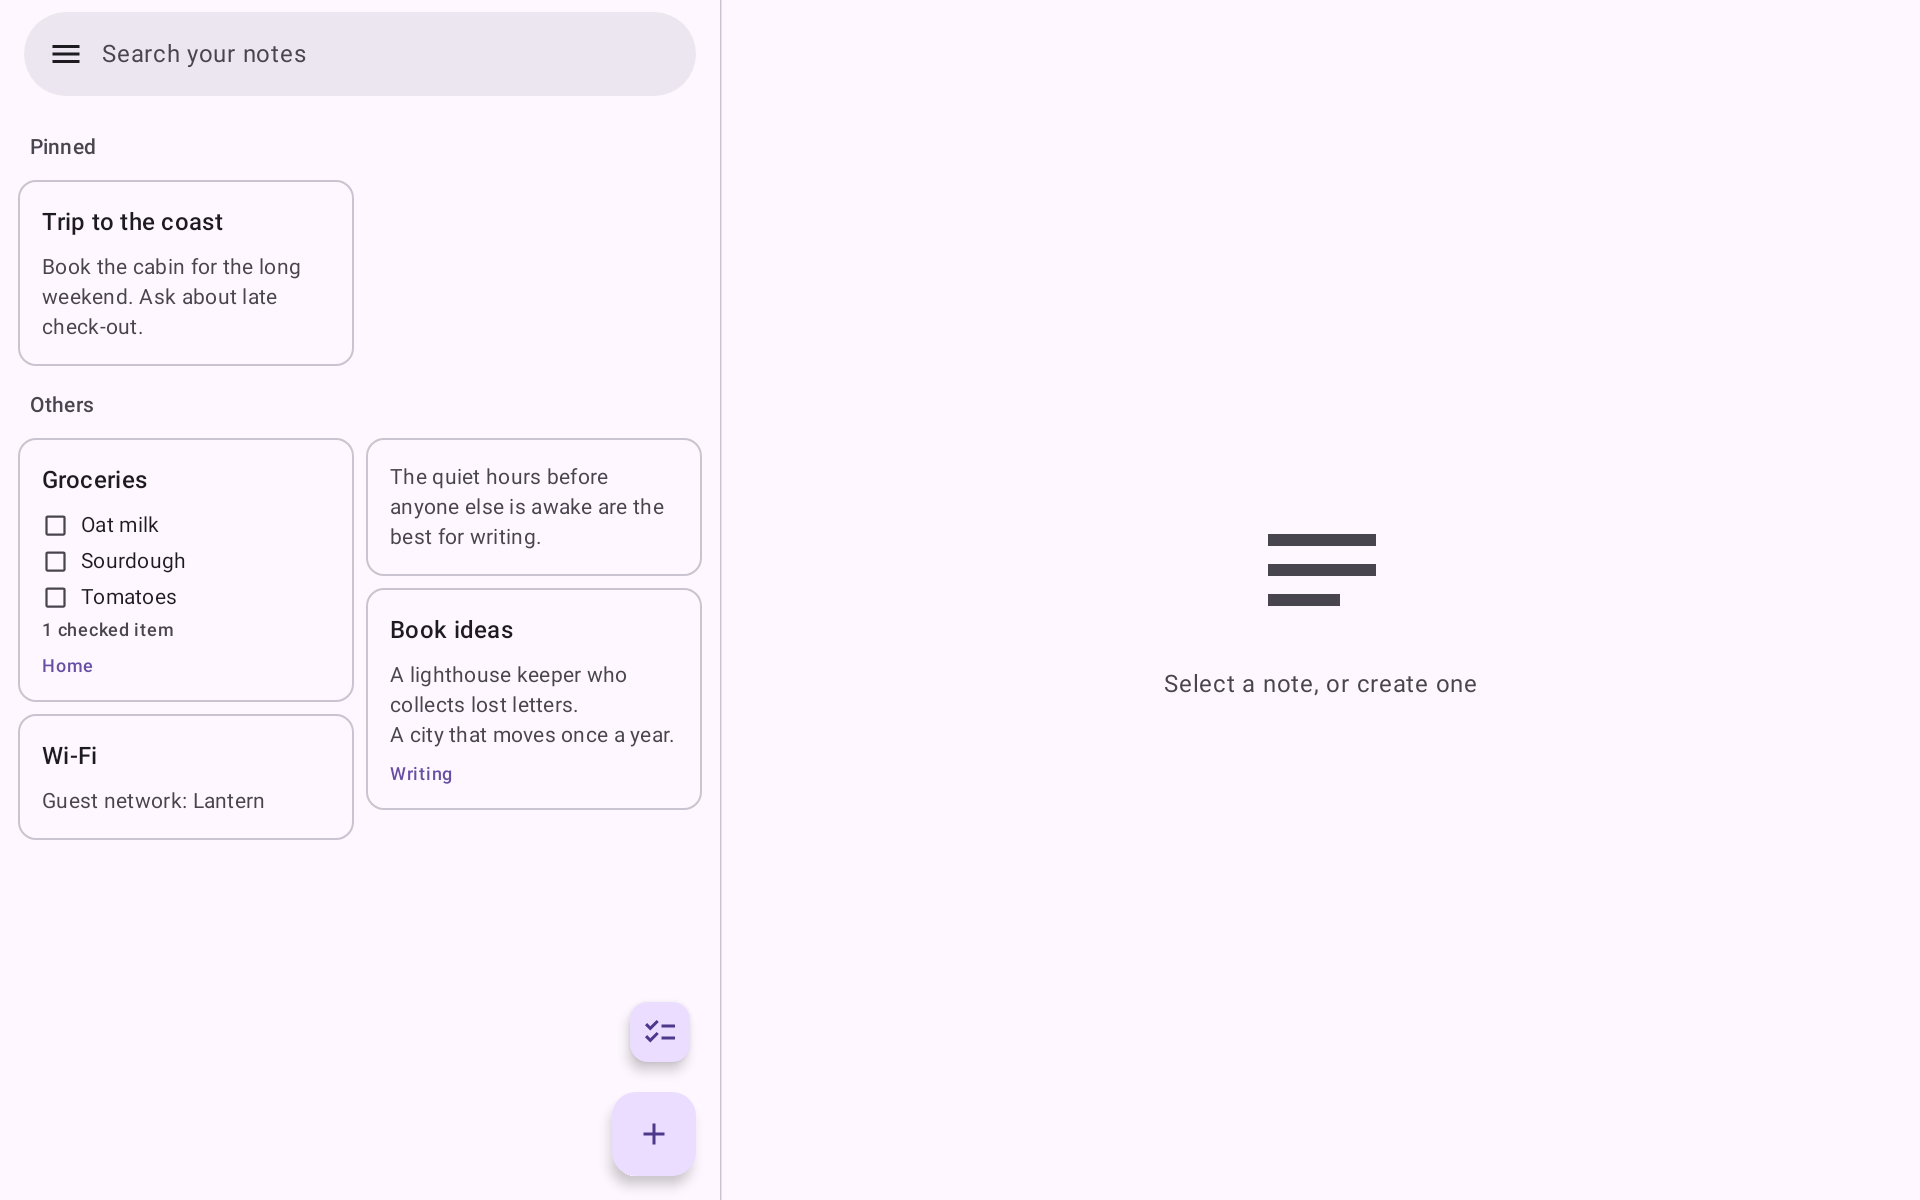 Search your notes
Pinned
Trip to the coast
Book the cabin for the long
weekend. Ask about late
check-out.
Others
Groceries
Oat milk
Sourdough
Tomatoes
1 checked item
Home
The quiet hours before
anyone else is awake are the
best for writing.
Wi-Fi
Guest network: Lantern
Book ideas
A lighthouse keeper who
collects lost letters.
A city that moves once a year.
Writing
Select a note, or create one